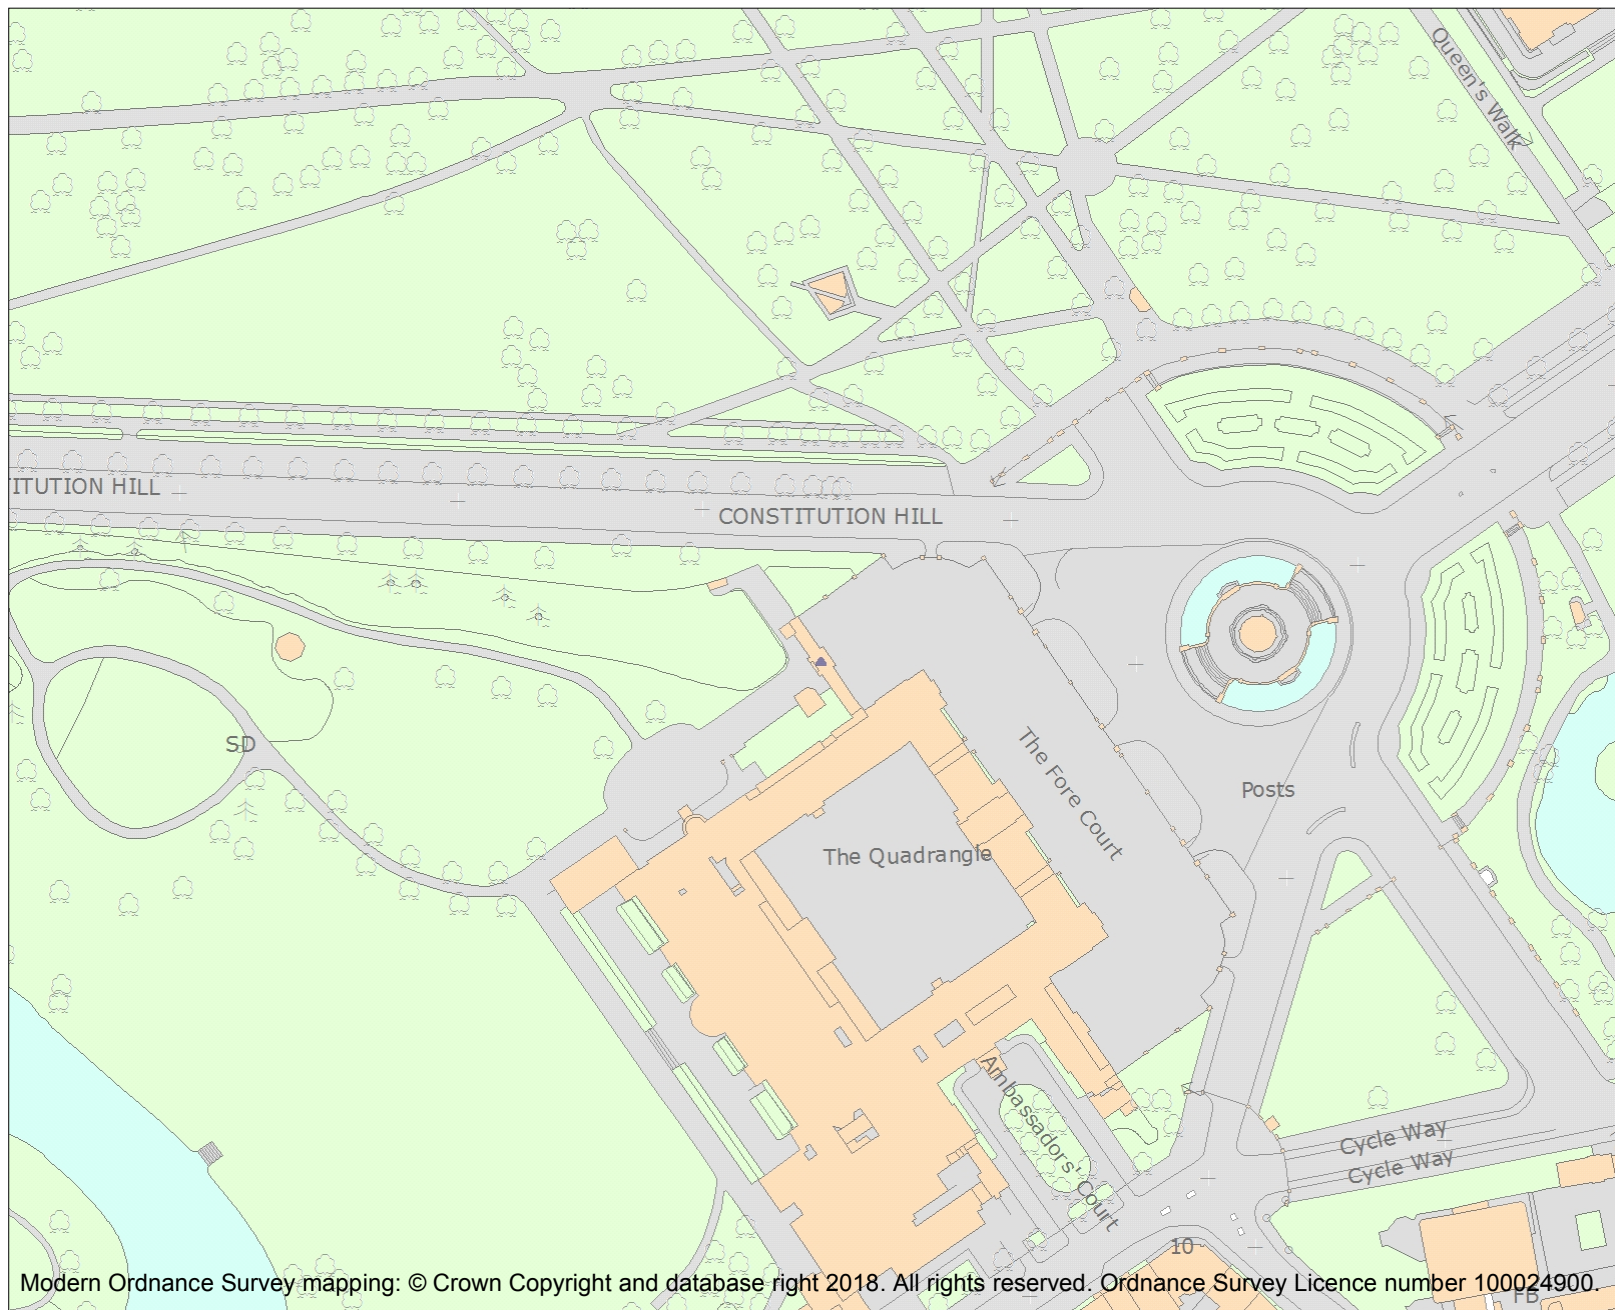 Queen's Walk
TITUTION HILL
CONSTITUTION HILL
SD
The Fore Court
Posts
The Quadrangle
Ambassadors' Court
Cycle Way
Cycle Way
10
FB
Modern Ordnance Survey mapping: © Crown Copyright and database right 2018. All rights reserved. Ordnance Survey Licence number 100024900.